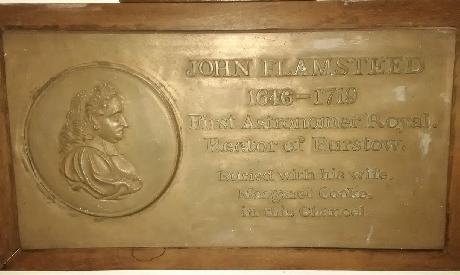 JOHN FLAMSTEED
1646-1719
First Astronomer Royal.
Rector of Burstow.
Buried with his wife,
Margaret Cooke,
in this Chancel.